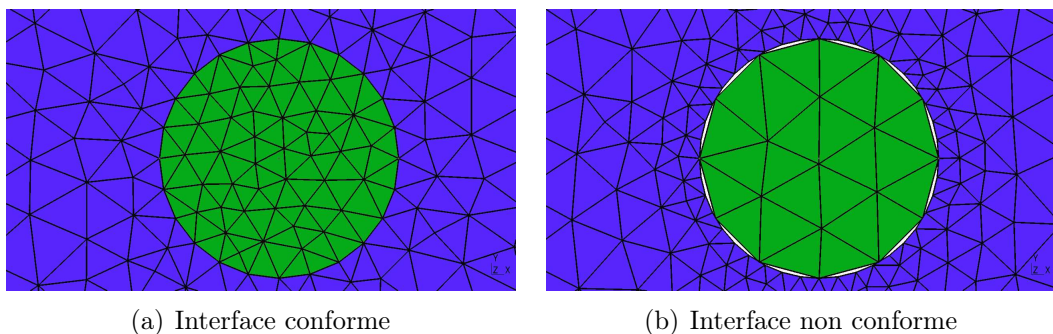 Y
Z X
Y
Z X
(a) Interface conforme
(b) Interface non conforme